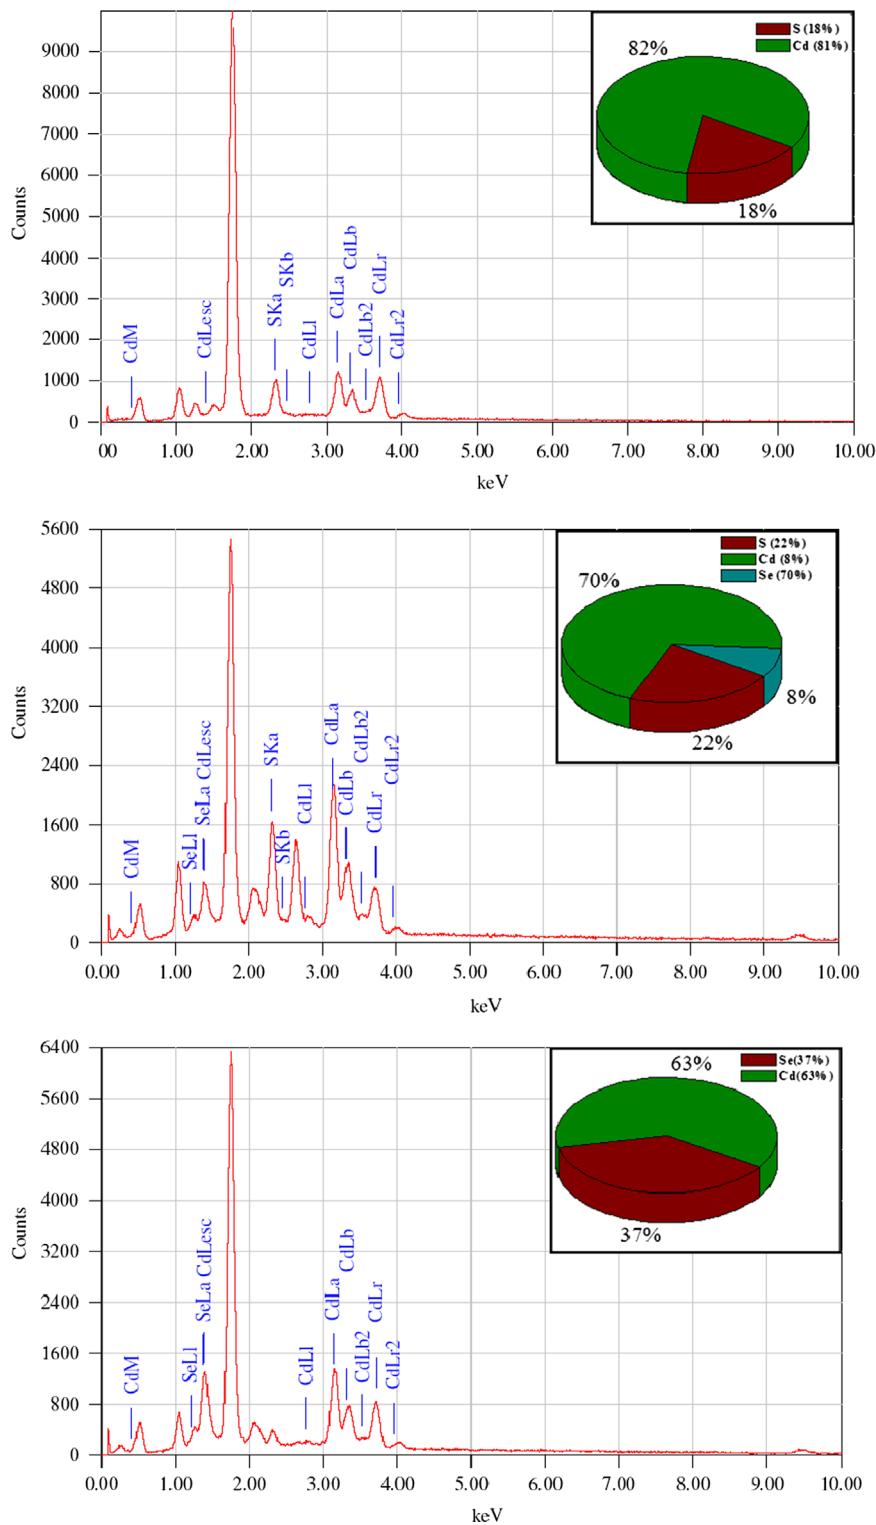 9000
8000
7000
6000
5000
4000
3000
2000
1000
0
Counts
CdM
CdLesc
SKa
SKb
CdLl
CdLa
CdLb
CdLb2
CdLr
CdLr2
00 1.00 2.00 3.00 4.00 5.00 6.00 7.00 8.00 9.00 10.00
keV
S (18%)
Cd (81%)
82%
18%
5600
4800
4000
3200
2400
1600
800
0
Counts
CdM
SeLl
SeLa CdLesc
SKa
SKb
CdLl
CdLa
CdLb
CdLb2
CdLr
CdLr2
0.00 1.00 2.00 3.00 4.00 5.00 6.00 7.00 8.00 9.00 10.00
keV
S (22%)
Cd (8%)
Se (70%)
70%
8%
22%
6400
5600
4800
4000
3200
2400
1600
800
0
Counts
CdM
SeLl
SeLa CdLesc
CdLl
CdLa
CdLb
CdLb2
CdLr
CdLr2
0.00 1.00 2.00 3.00 4.00 5.00 6.00 7.00 8.00 9.00 10.00
keV
Se(37%)
Cd(63%)
63%
37%